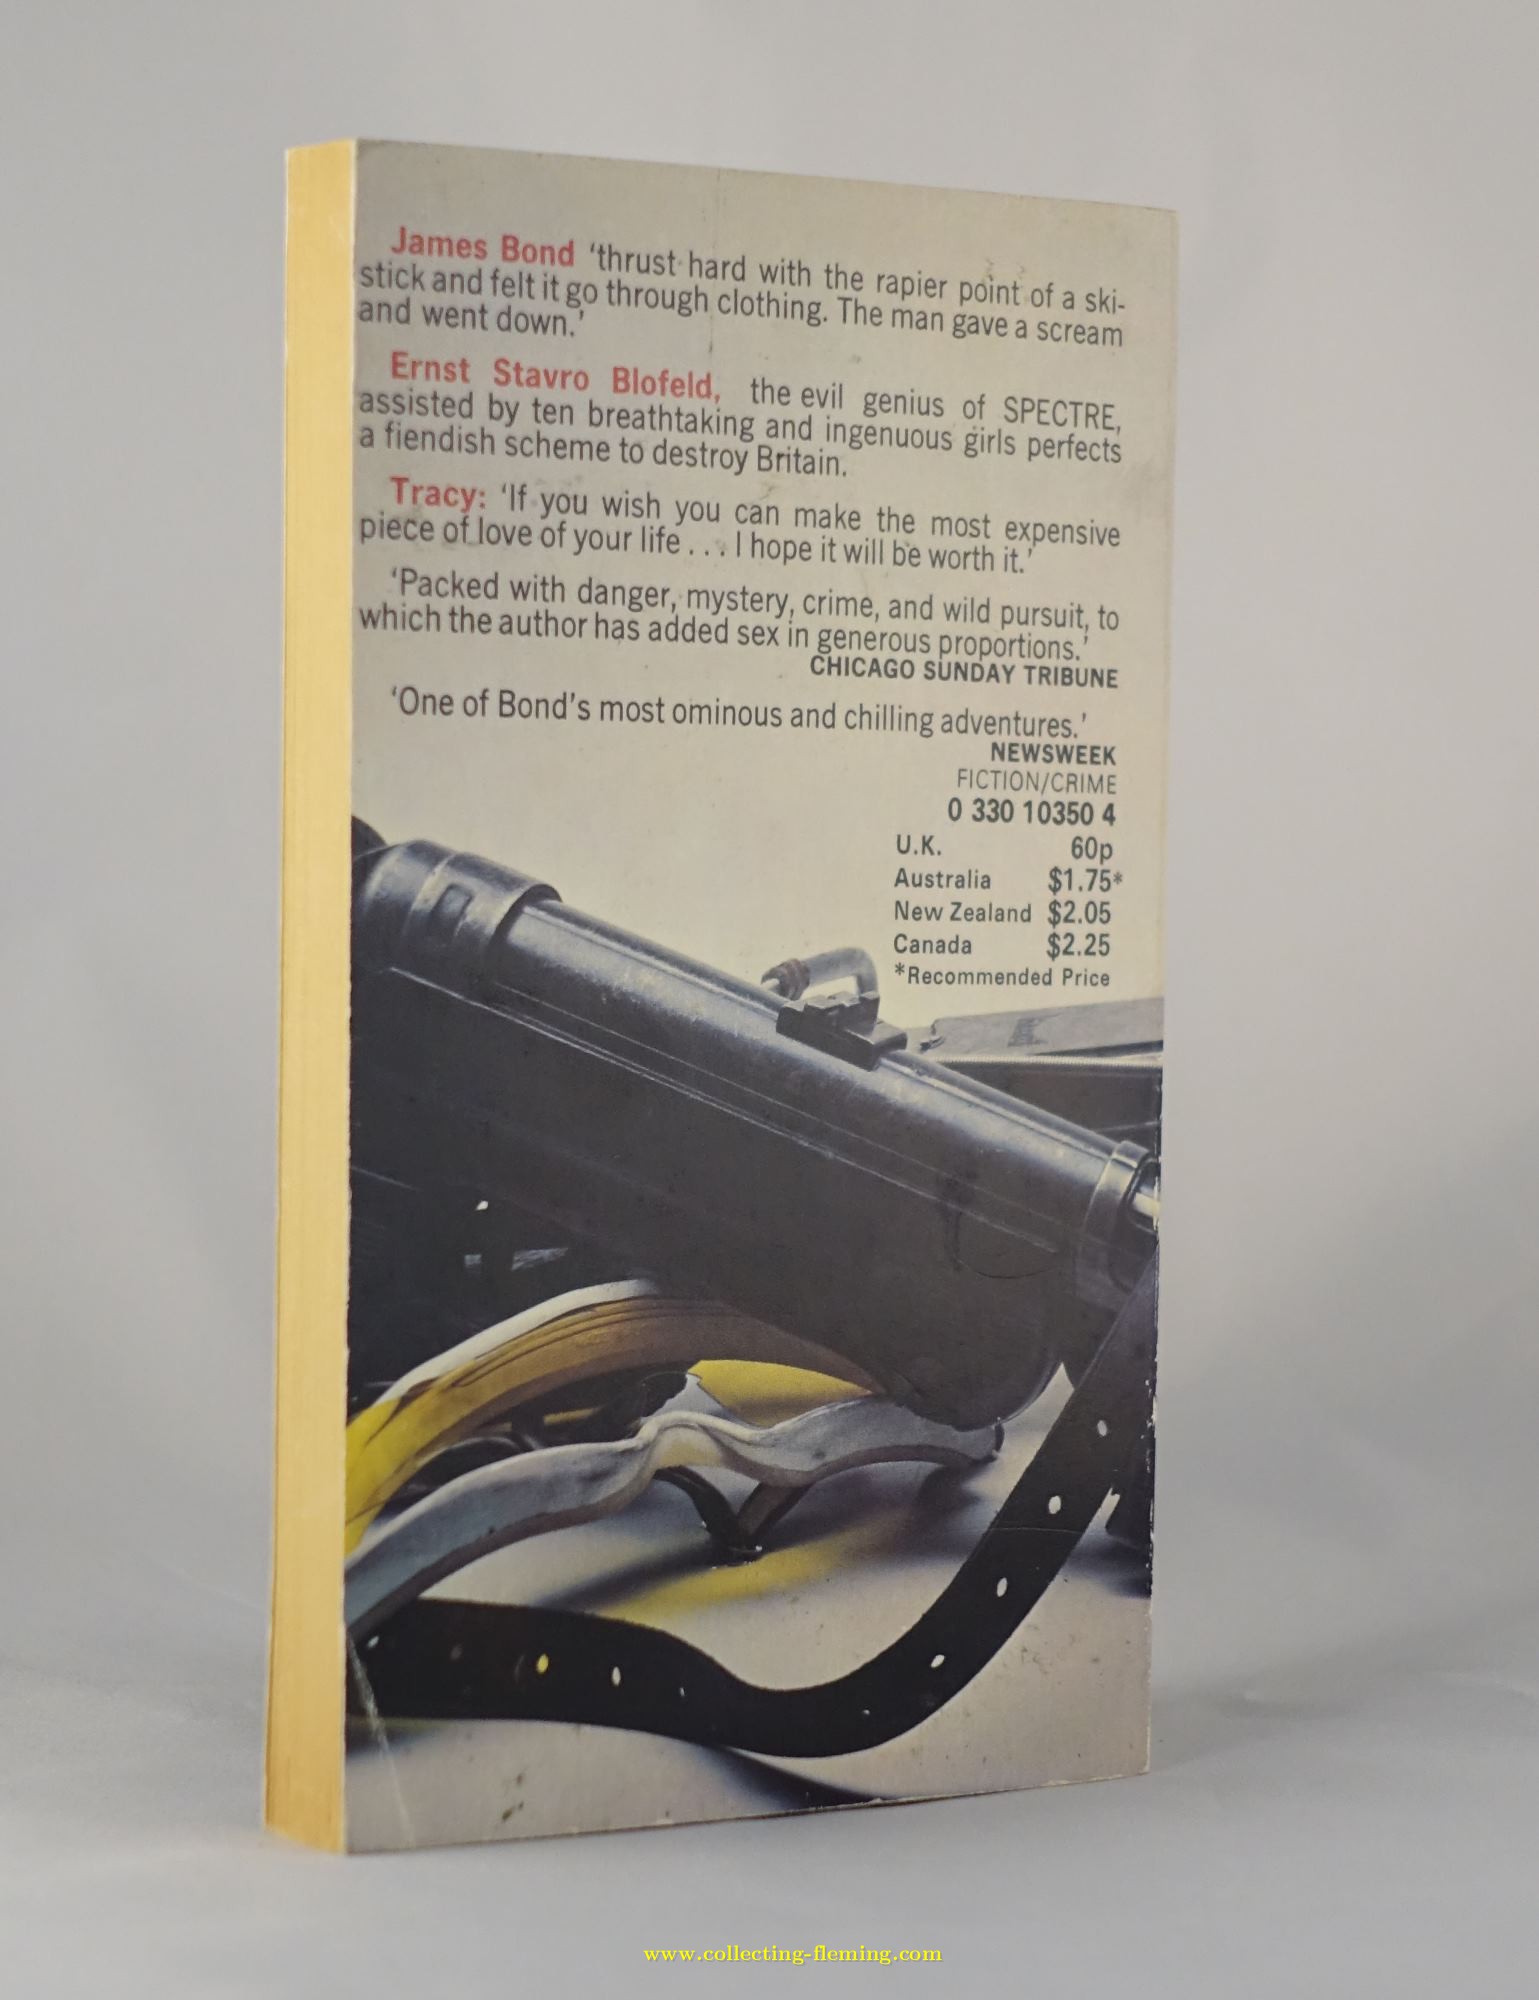 James Bond ‘thrust hard with the rapier point of a ski-
stick and felt it go through clothing. The man gave a scream
and went down.’
Ernst Stavro Blofeld, the evil genius of SPECTRE,
assisted by ten breathtaking and ingenuous girls perfects
a fiendish scheme to destroy Britain.
Tracy: ‘If you wish you can make the most expensive
piece of love of your life . . . I hope it will be worth it.’
‘Packed with danger, mystery, crime, and wild pursuit, to
which the author has added sex in generous proportions.’
CHICAGO SUNDAY TRIBUNE
‘One of Bond’s most ominous and chilling adventures.’
NEWSWEEK
FICTION/CRIME
0 330 10350 4
U.K. 60p
Australia $1.75*
New Zealand $2.05
Canada $2.25
*Recommended Price
www.collecting-fleming.com